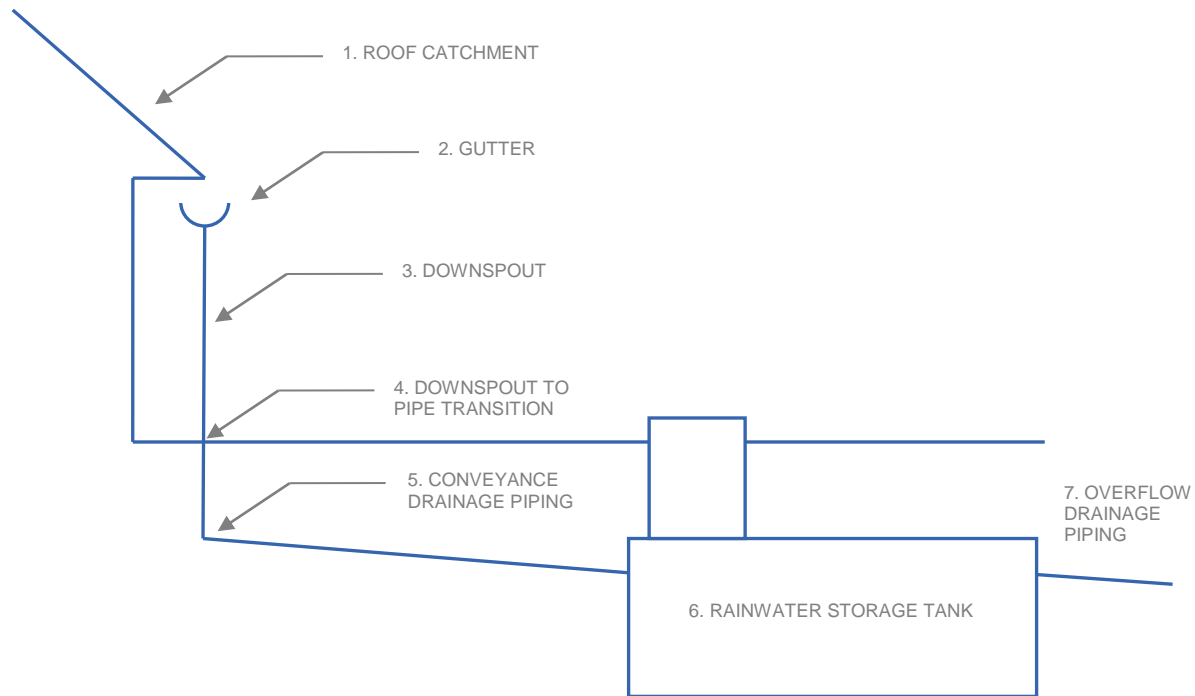 1. ROOF CATCHMENT
2. GUTTER
3. DOWNSPOUT
4. DOWNSPOUT TO
PIPE TRANSITION
5. CONVEYANCE
DRAINAGE PIPING
7. OVERFLOW
DRAINAGE
PIPING
6. RAINWATER STORAGE TANK